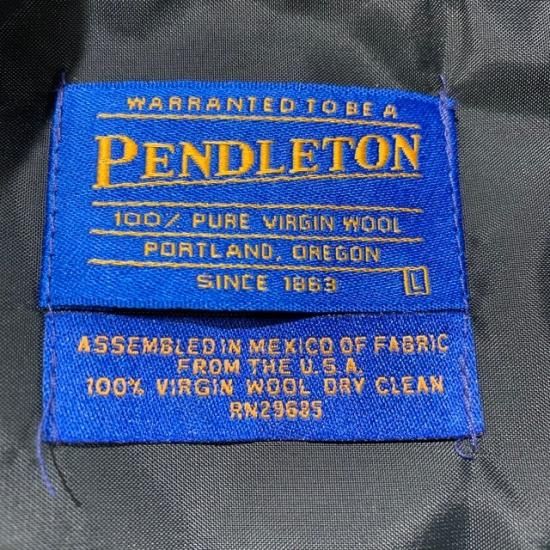 WARRANTED TO BE A
PENDLETON
100% PURE VIRGIN WOOL
PORTLAND, OREGON
SINCE 1863 L
ASSEMBLED IN MEXICO OF FABRIC
FROM THE U.S.A.
100% VIRGIN WOOL DRY CLEAN
RN29685